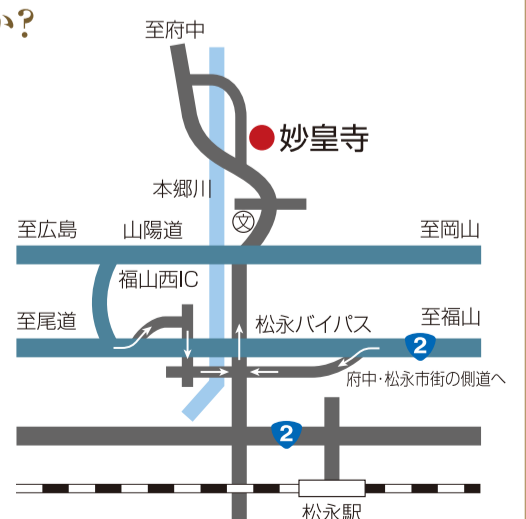 か?
至府中
妙皇寺
本郷川
文
至広島
山陽道
至岡山
福山西IC
至尾道
松永バイパス
至福山
2
府中・松永市街の側道へ
2
松永駅